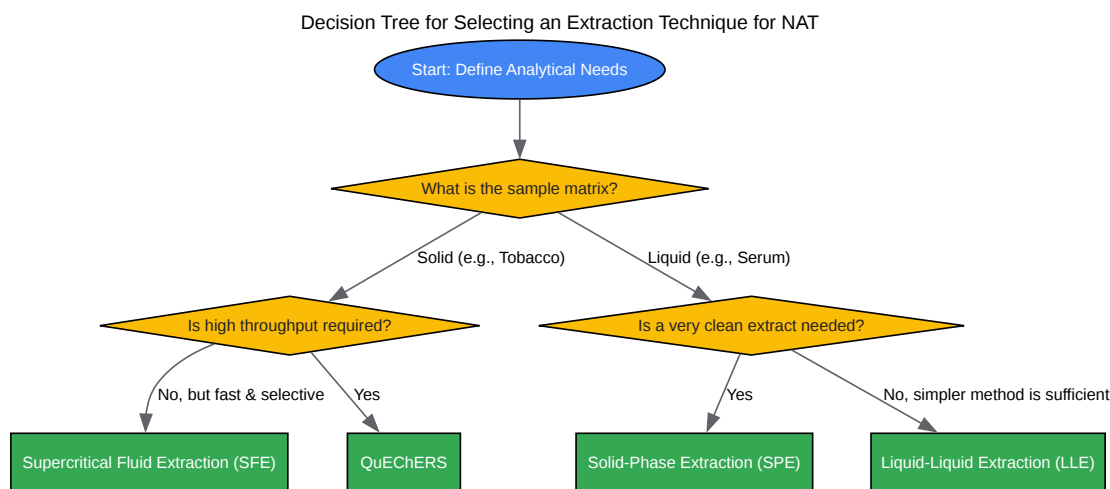 Decision Tree for Selecting an Extraction Technique for NAT
Start: Define Analytical Needs
What is the sample matrix?
Solid (e.g., Tobacco)
Liquid (e.g., Serum)
Is high throughput required?
Is a very clean extract needed?
No, but fast & selective
Yes
Yes
No, simpler method is sufficient
Supercritical Fluid Extraction (SFE)
QuEChERS
Solid-Phase Extraction (SPE)
Liquid-Liquid Extraction (LLE)